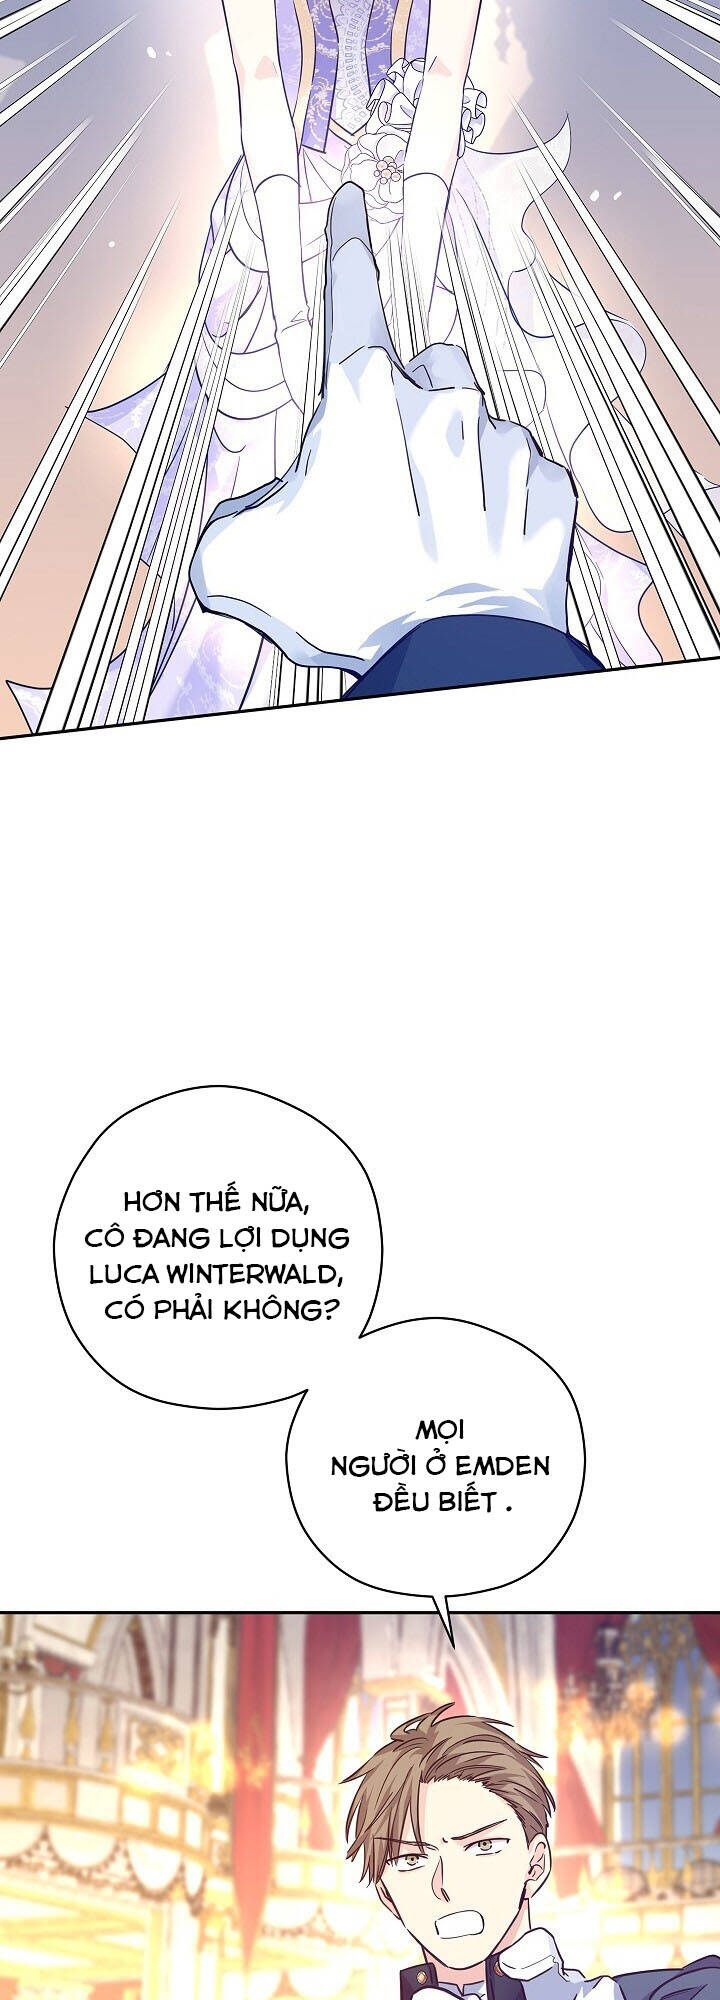 HƠN THẾ NỮA,
CÔ ĐANG LỢI DỤNG
LUCA WINTERWALD,
CÓ PHẢI KHÔNG?
MỌI
NGƯỜI Ở EMDEN
ĐỀU BIẾT .